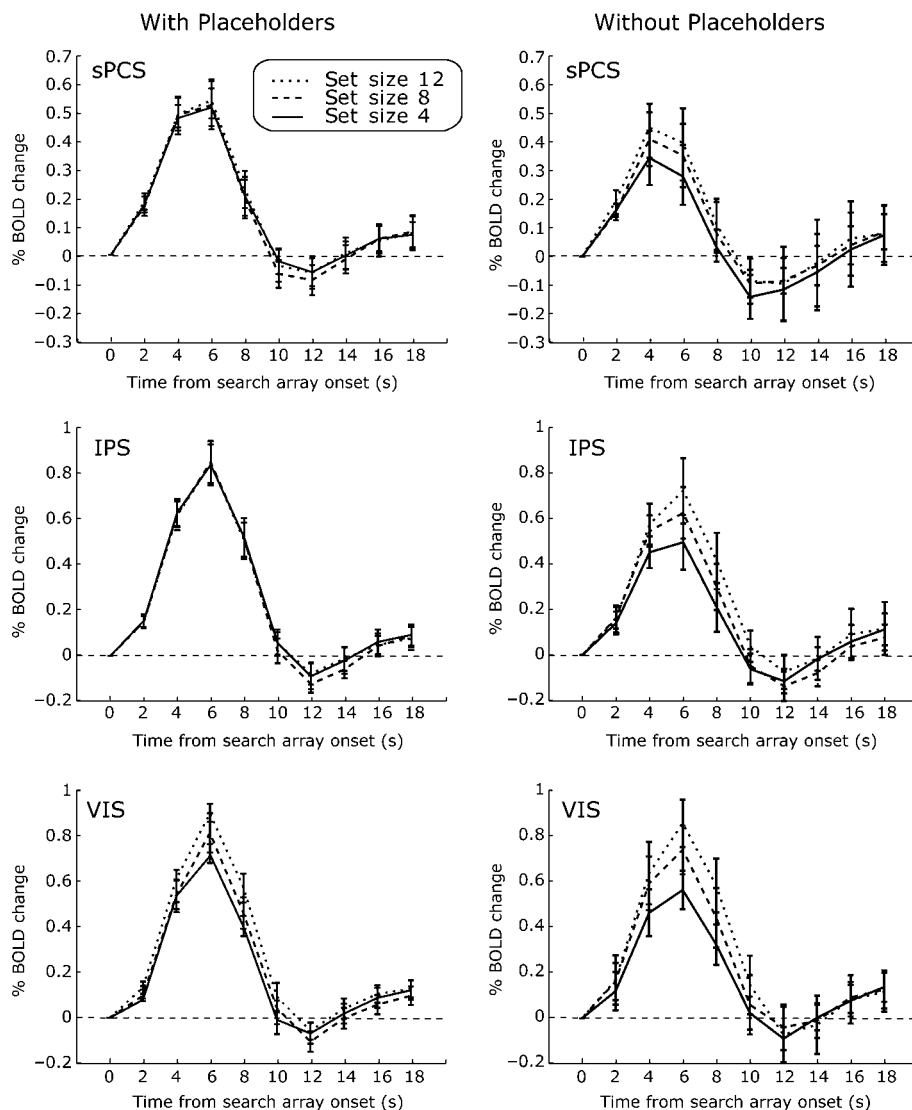 With Placeholders
Without Placeholders
sPCS
Set size 12
Set size 8
Set size 4
% BOLD change
0.7
0.6
0.5
0.4
0.3
0.2
0.1
0
−0.1
−0.2
−0.3
0 2 4 6 8 10 12 14 16 18
Time from search array onset (s)
sPCS
% BOLD change
0.7
0.6
0.5
0.4
0.3
0.2
0.1
0
−0.1
−0.2
−0.3
0 2 4 6 8 10 12 14 16 18
Time from search array onset (s)
IPS
% BOLD change
1
0.8
0.6
0.4
0.2
0
−0.2
0 2 4 6 8 10 12 14 16 18
Time from search array onset (s)
IPS
% BOLD change
1
0.8
0.6
0.4
0.2
0
−0.2
0 2 4 6 8 10 12 14 16 18
Time from search array onset (s)
VIS
% BOLD change
1
0.8
0.6
0.4
0.2
0
−0.2
0 2 4 6 8 10 12 14 16 18
Time from search array onset (s)
VIS
% BOLD change
1
0.8
0.6
0.4
0.2
0
−0.2
0 2 4 6 8 10 12 14 16 18
Time from search array onset (s)